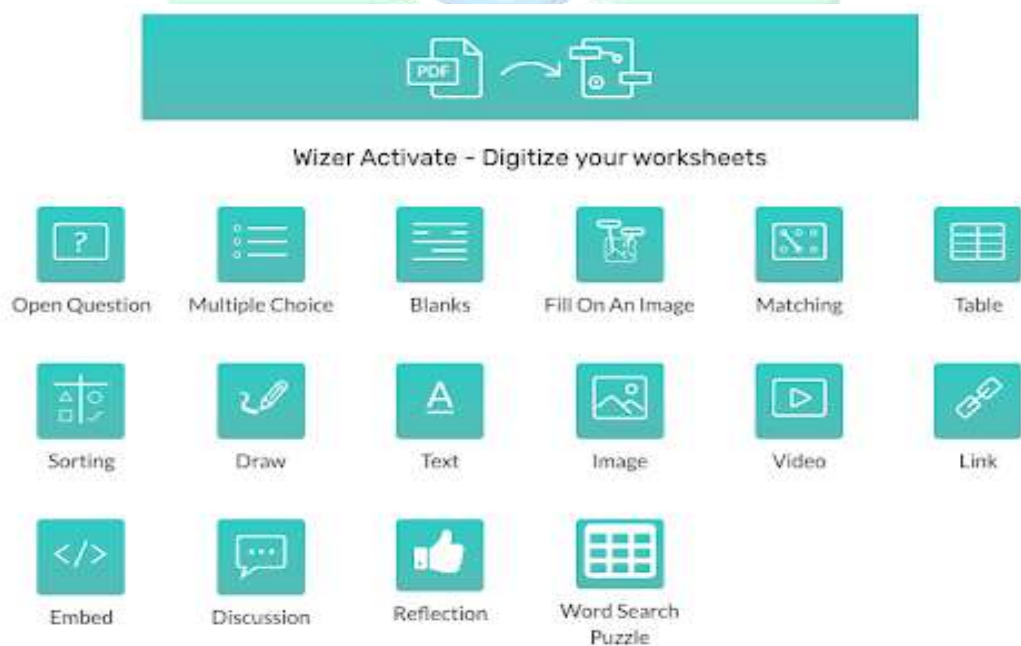 PDF
Wizer Activate - Digitize your worksheets
?
Open Question
Multiple Choice
Blanks
Fill On An Image
Matching
Table
A
Sorting
Draw
Text
Image
Video
Link
</>
Embed
Discussion
Reflection
Word Search
Puzzle